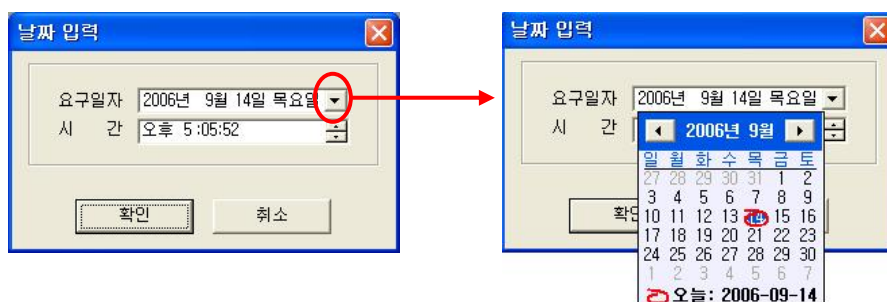 날짜 입력
요구일자 2006년 9월 14일 목요일
시 간 오후 5:05:52
확인 취소
날짜 입력
요구일자 2006년 9월 14일 목요일
시 간
2006년 9월
일 월 화 수 목 금 토
27 28 29 30 31 1 2
3 4 5 6 7 8 9
10 11 12 13 14 15 16
17 18 19 20 21 22 23
24 25 26 27 28 29 30
1 2 3 4 5 6 7
오늘: 2006-09-14